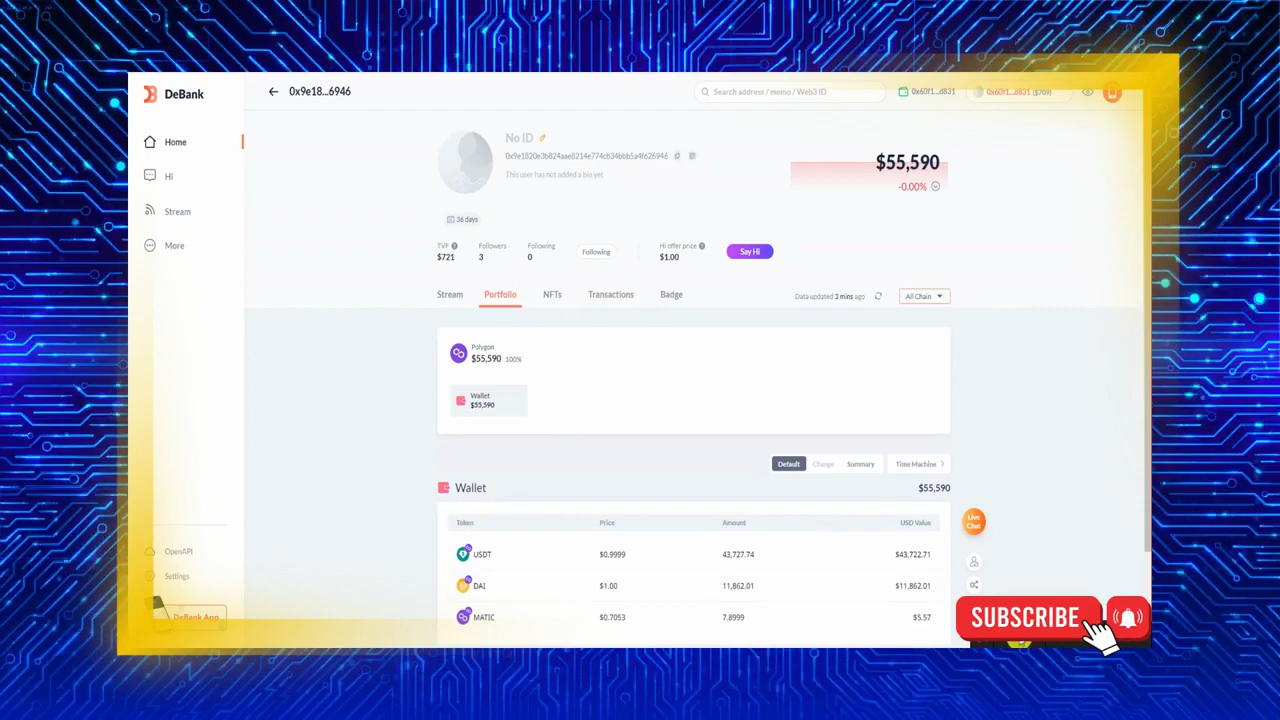 DeBank
0x9e18...6946
Search address / memo / Web3 ID
0x60f1...d831
0x60f1...d831 ($709)
Home
Hi
Stream
More
No ID
0x9e1820e3b824aae8214e774cb34bbb5a4f626946
This user has not added a bio yet
$55,590
-0.00%
36 days
TVF
$721
Followers
3
Following
0
Following
Hi offer price
$1.00
Say Hi
Stream
Portfolio
NFTs
Transactions
Badge
Data updated 3 mins ago
All Chain
Polygon
$55,590 100%
Wallet
$55,590
Default
Change
Summary
Time Machine
Wallet
$55,590
Token Price Amount USD Value
USDT $0.9999 43,727.74 $43,722.71
DAI $1.00 11,862.01 $11,862.01
MATIC $0.7053 7.8999 $5.57
Live Chat
OpenAPI
Settings
DeBank App
SUBSCRIBE